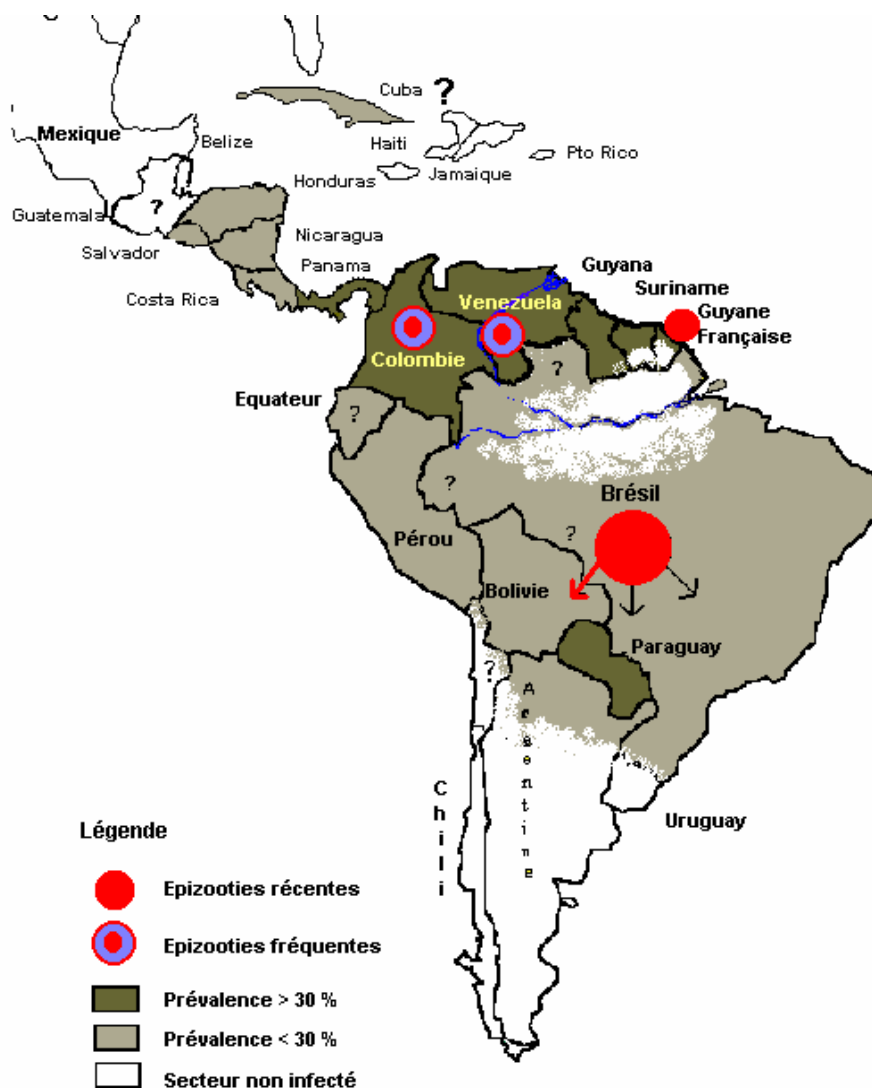 Cuba ?
Mexique
Belize
Haiti
Pto Rico
Jamaique
Honduras
Guatemala
?
Nicaragua
Salvador
Panama
Costa Rica
Guyana
Suriname
Venezuela
Guyane
Française
Colombie
?
Equateur
?
?
Brésil
?
Pérou
Bolivie
Paraguay
?
Argentine
Chili
Uruguay
Légende
Epizooties récentes
Epizooties fréquentes
Prévalence > 30 %
Prévalence < 30 %
Secteur non infecté